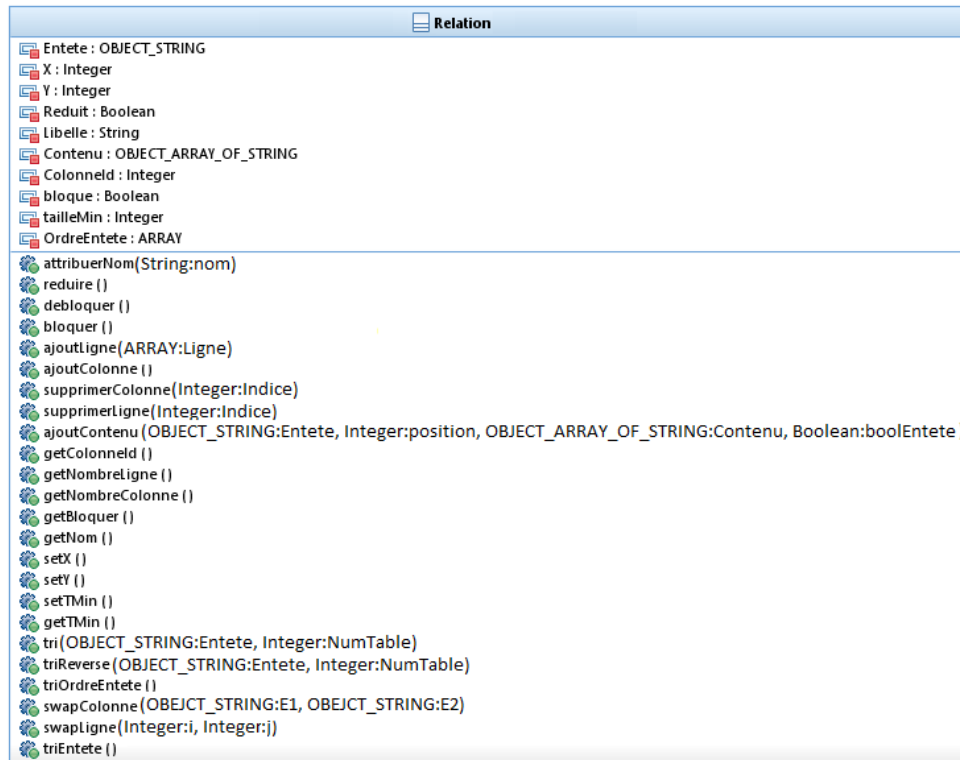 Relation
Entete : OBJECT_STRING
X : Integer
Y : Integer
Reduit : Boolean
Libelle : String
Contenu : OBJECT_ARRAY_OF_STRING
ColonneId : Integer
bloque : Boolean
tailleMin : Integer
OrdreEntete : ARRAY
attribuerNom(String:nom)
reduire ()
debloquer ()
bloquer ()
ajoutLigne(ARRAY:Ligne)
ajoutColonne ()
supprimerColonne(Integer:Indice)
supprimerLigne(Integer:Indice)
ajoutContenu (OBJECT_STRING:Entete, Integer:position, OBJECT_ARRAY_OF_STRING:Contenu, Boolean:boolEntete)
getColonneId ()
getNombreLigne ()
getNombreColonne ()
getBloquer ()
getNom ()
setX ()
setY ()
setTMin ()
getTMin ()
tri(OBJECT_STRING:Entete, Integer:NumTable)
triReverse (OBJECT_STRING:Entete, Integer:NumTable)
triOrdreEntete ()
swapColonne (OBEJCT_STRING:E1, OBEJCT_STRING:E2)
swapLigne(Integer:i, Integer:j)
triEntete ()